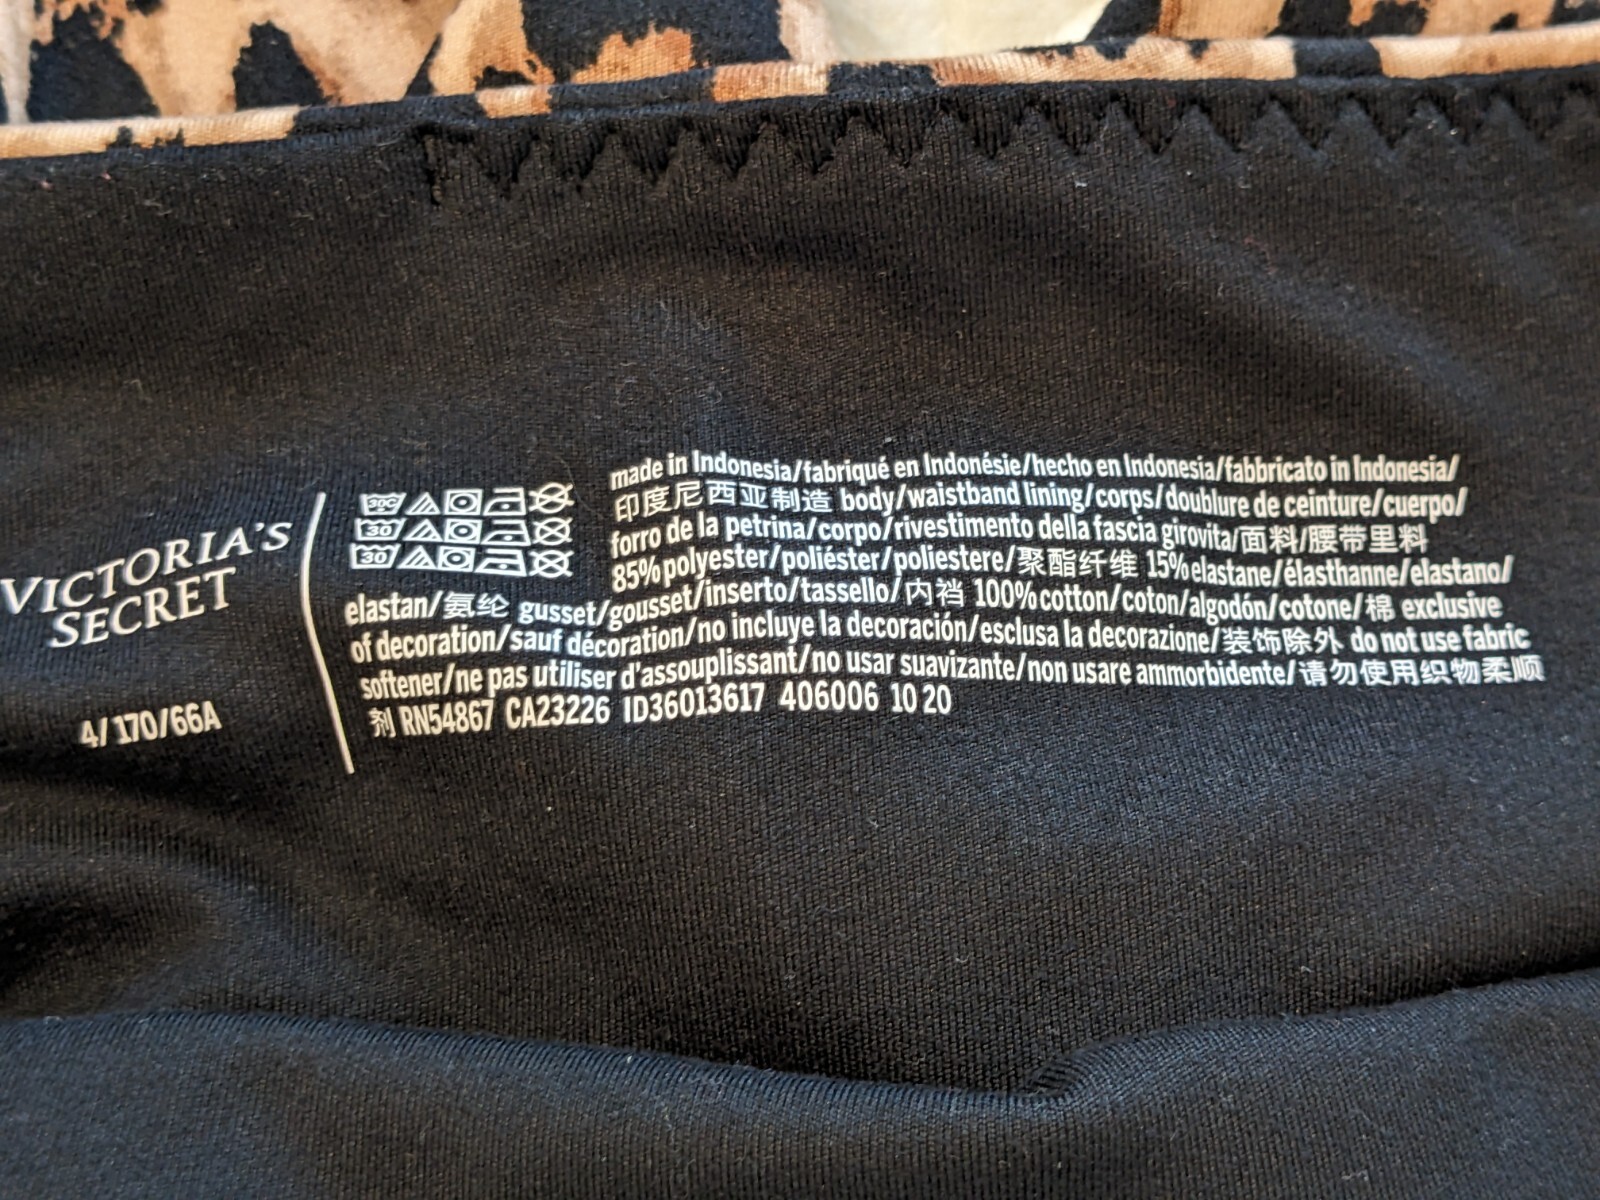 VICTORIA'S
SECRET
4/170/66A
30C
30
30
made in Indonesia/fabriqué en Indonésie/hecho en Indonesia/fabbricato in Indonesia/
印度尼西亚制造 body/waistband lining/corps/doublure de ceinture/cuerpo/
forro de la petrina/corpo/rivestimento della fascia girovita/面料/腰带里料
85%polyester/poliéster/poliestere/聚酯纤维 15%elastane/élasthanne/elastano/
elastan/氨纶 gusset/gousset/inserto/tassello/内裆 100%cotton/coton/algodón/cotone/棉 exclusive
of decoration/sauf décoration/no incluye la decoración/esclusa la decorazione/装饰除外 do not use fabric
softener/ne pas utiliser d'assouplissant/no usar suavizante/non usare ammorbidente/请勿使用织物柔顺
剂 RN54867 CA23226 ID36013617 406006 10 20